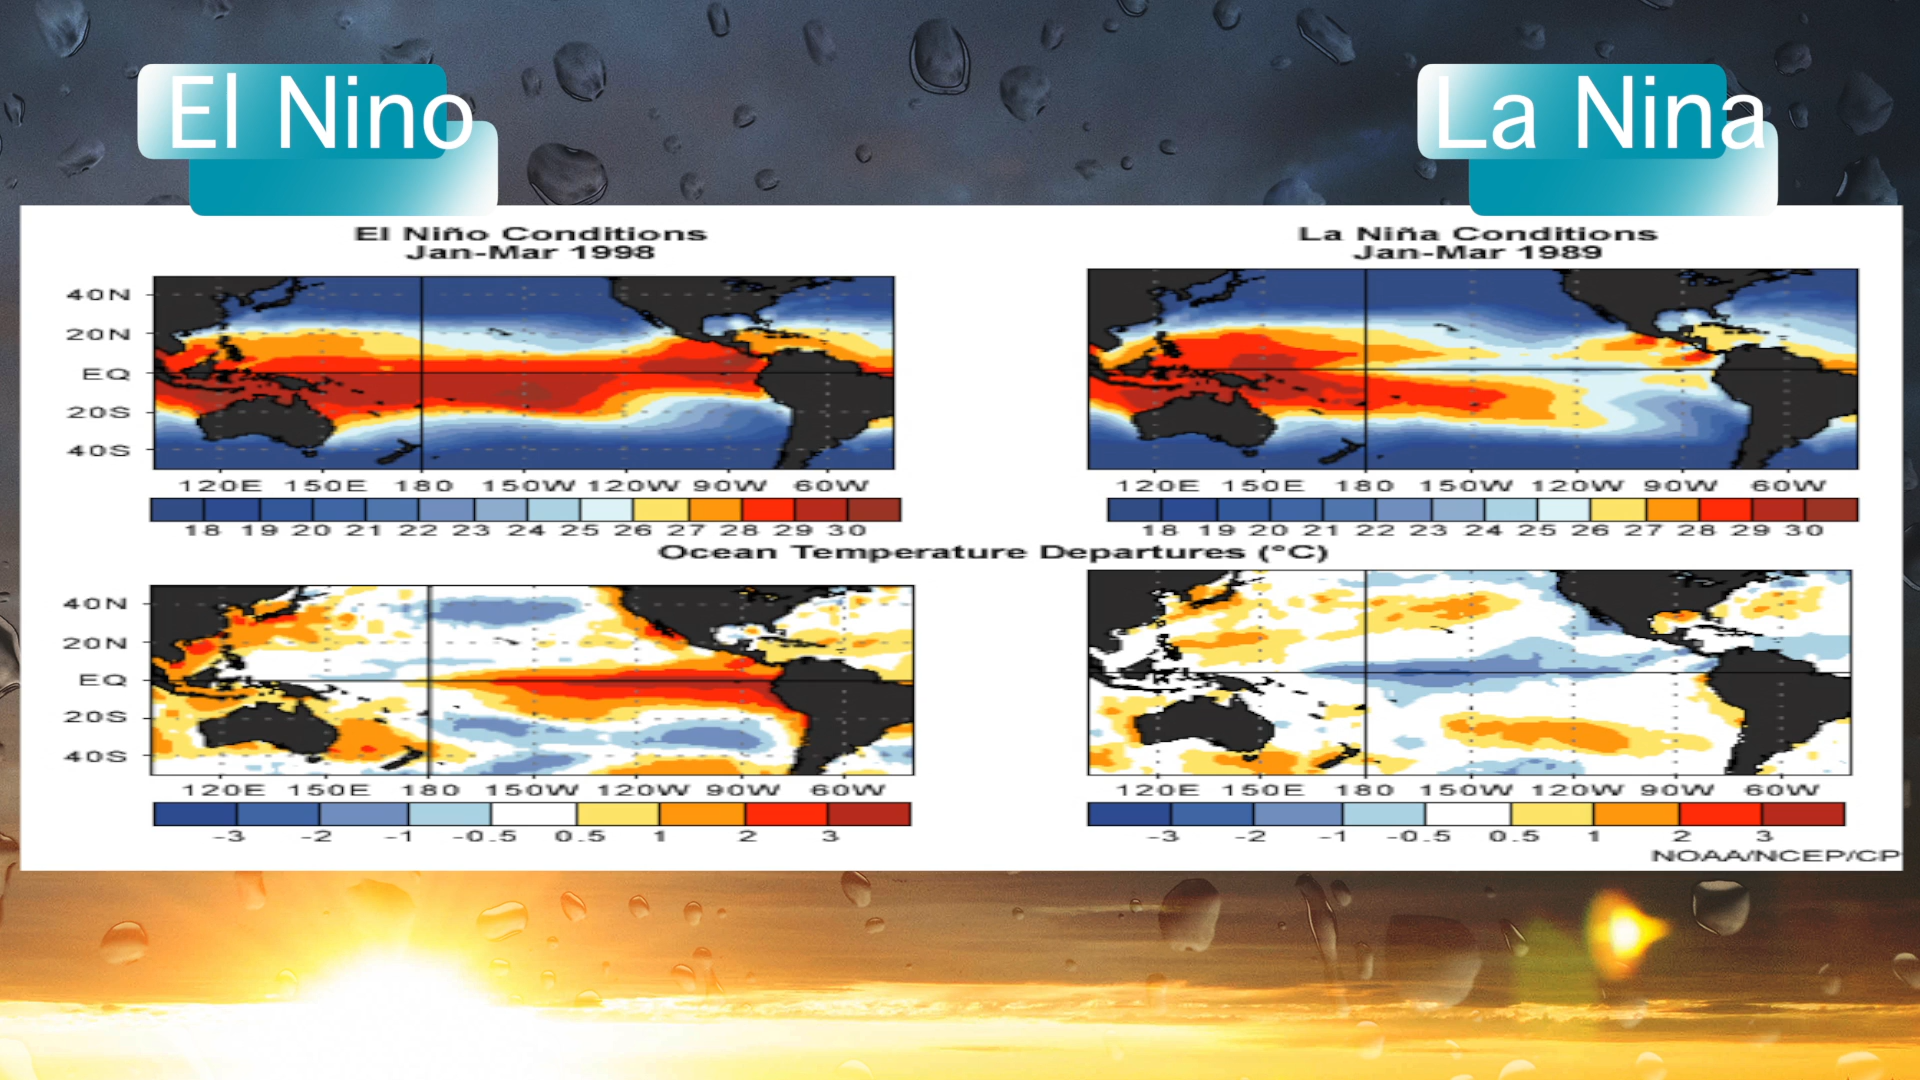 El Nino
La Nina
El Niño Conditions
Jan-Mar 1998
La Niña Conditions
Jan-Mar 1989
40N
20N
EQ
20S
40S
120E 150E 180 150W 120W 90W 60W
120E 150E 180 150W 120W 90W 60W
18 19 20 21 22 23 24 25 26 27 28 29 30
18 19 20 21 22 23 24 25 26 27 28 29 30
Ocean Temperature Departures (°C)
40N
20N
EQ
20S
40S
120E 150E 180 150W 120W 90W 60W
120E 150E 180 150W 120W 90W 60W
-3 -2 -1 -0.5 0.5 1 2 3
-3 -2 -1 -0.5 0.5 1 2 3
NOAA/NCEP/CP